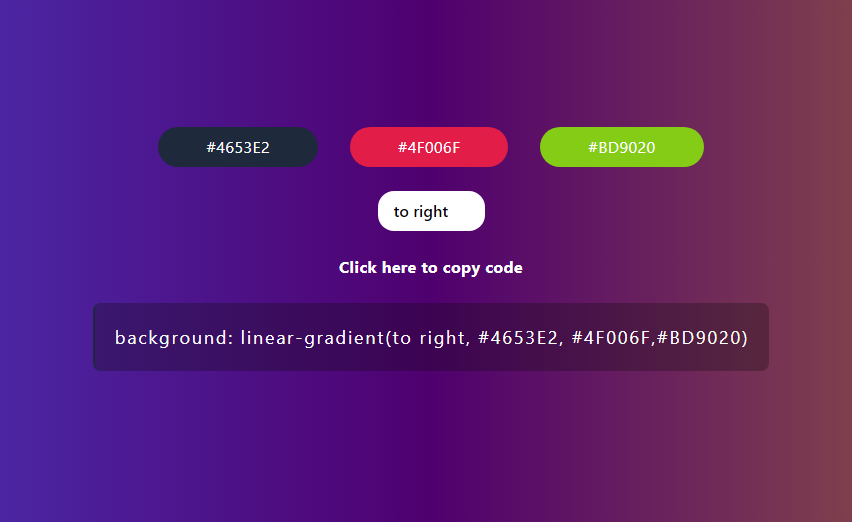 #4653E2 #4F006F #BD9020
to right
Click here to copy code
background: linear-gradient(to right, #4653E2, #4F006F,#BD9020)